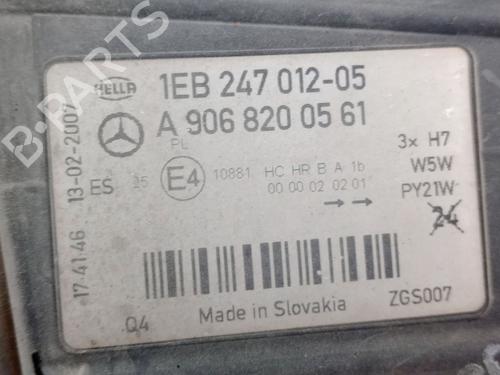 HELLA
1EB 247 012-05
A 906 820 05 61
PL
3x H7
W5W
PY21W
24
ES 25 E4 10881 HC HR B A 1b
00 00 02 02 01
17 41 46 13-02-2007
Q4 Made in Slovakia ZGS007
B-PARTS